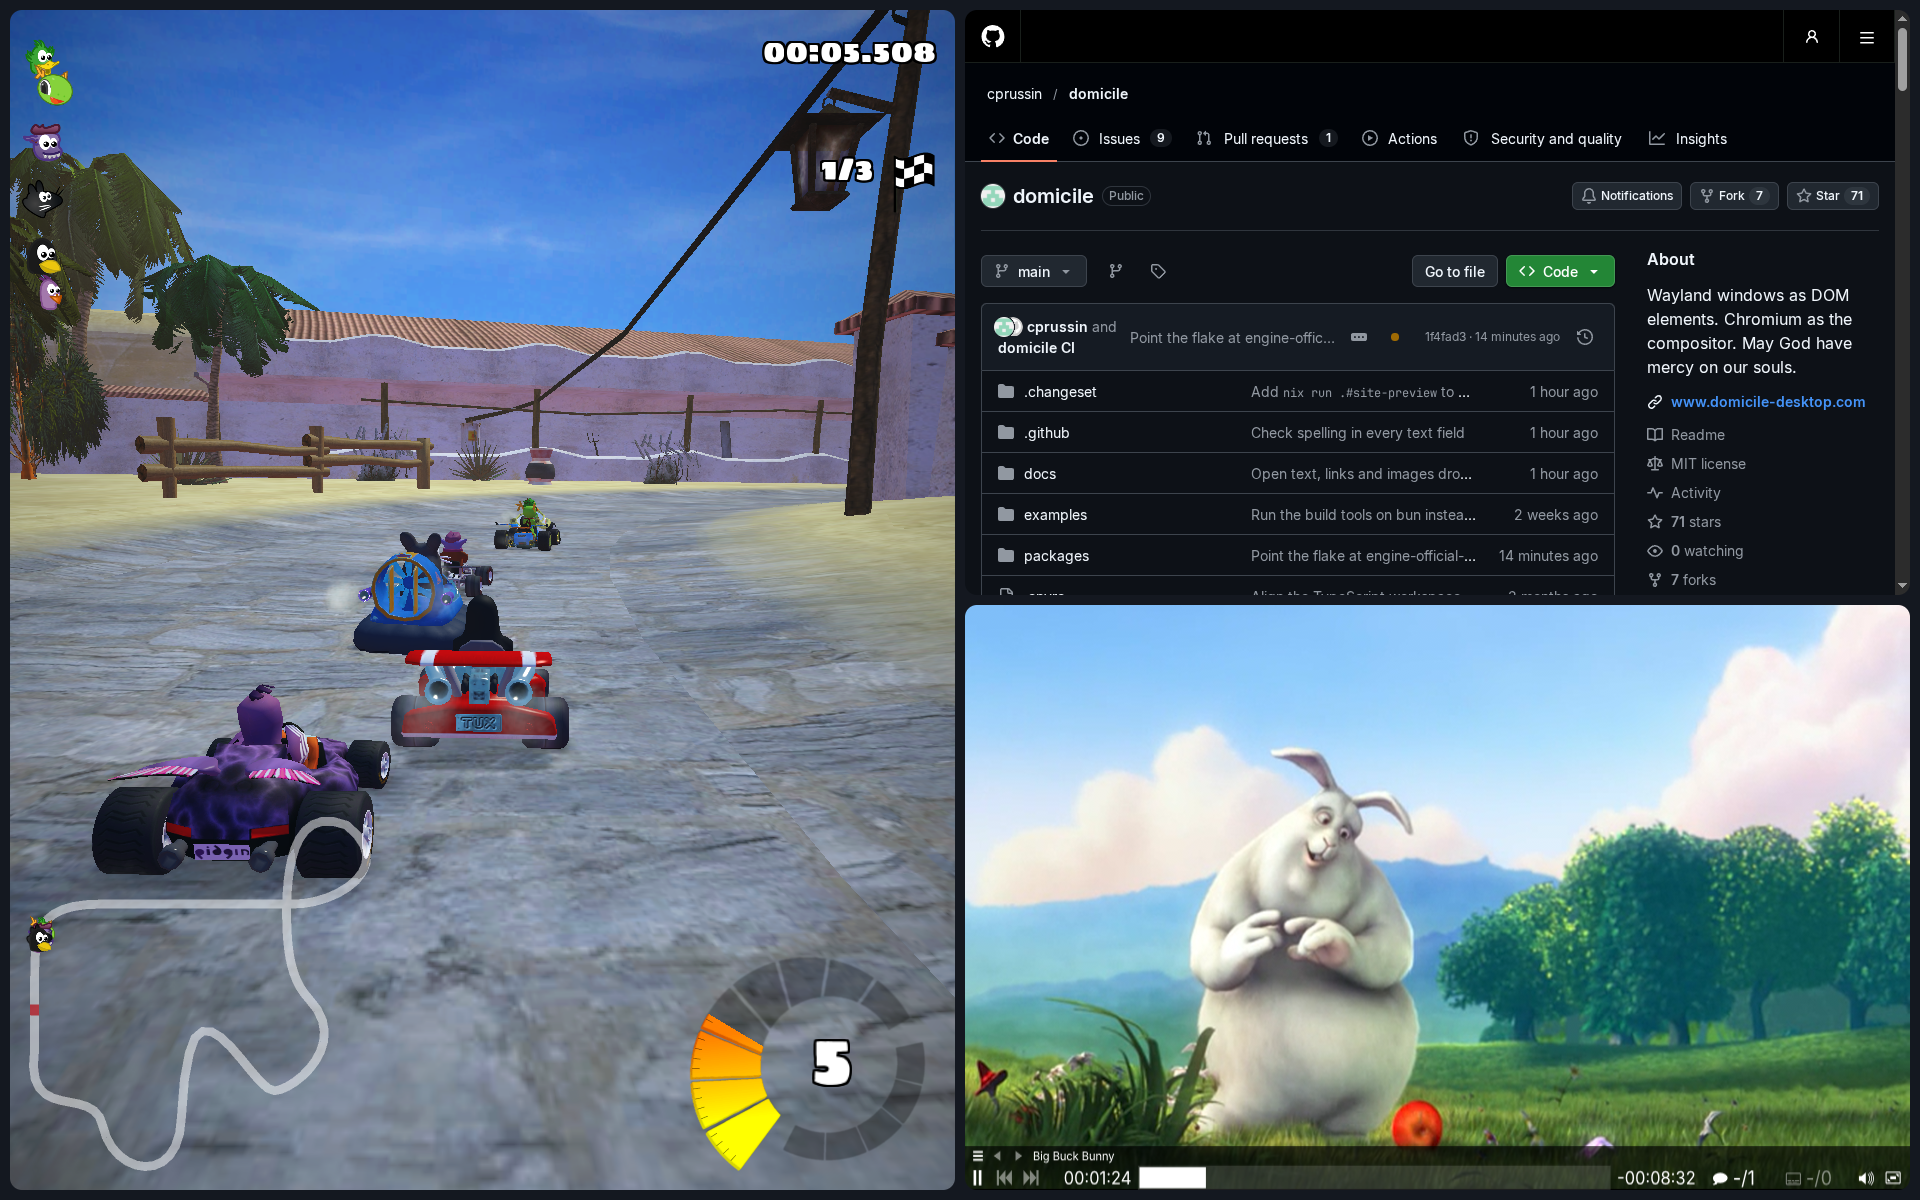 00:05.508
1/3
TUX
pidgin
5
cprussin / domicile
Code
Issues 9
Pull requests 1
Actions
Security and quality
Insights
domicile Public
Notifications
Fork 7
Star 71
main
Go to file
Code
cprussin and domicile CI
Point the flake at engine-offic...
1f4fad3 · 14 minutes ago
.changeset Add nix run .#site-preview to ... 1 hour ago
.github Check spelling in every text field 1 hour ago
docs Open text, links and images dro... 1 hour ago
examples Run the build tools on bun instea... 2 weeks ago
packages Point the flake at engine-official-... 14 minutes ago
About
Wayland windows as DOM
elements. Chromium as the
compositor. May God have
mercy on our souls.
www.domicile-desktop.com
Readme
MIT license
Activity
71 stars
0 watching
7 forks
Big Buck Bunny
00:01:24
-00:08:32
-/1
-/0